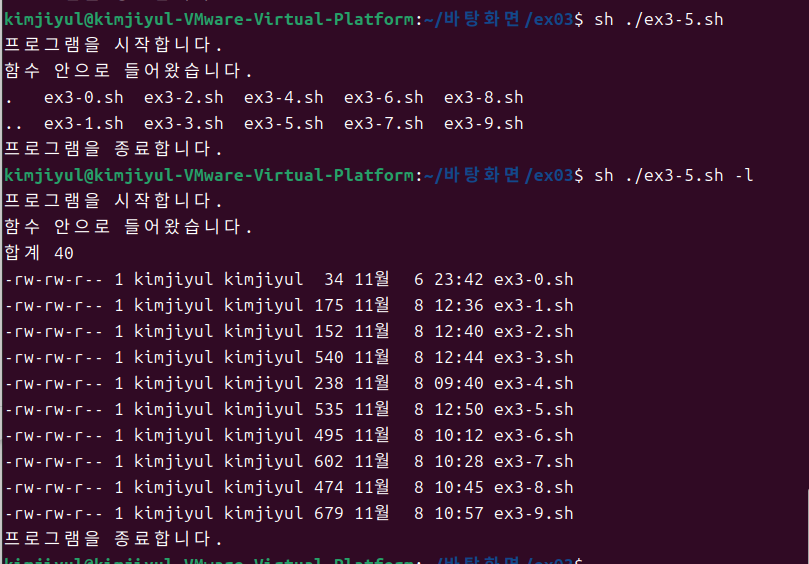 kimjiyul@kimjiyul-VMware-Virtual-Platform:~/바탕화면/ex03$ sh ./ex3-5.sh
프로그램을 시작합니다.
함수 안으로 들어왔습니다.
.   ex3-0.sh  ex3-2.sh  ex3-4.sh  ex3-6.sh  ex3-8.sh
..  ex3-1.sh  ex3-3.sh  ex3-5.sh  ex3-7.sh  ex3-9.sh
프로그램을 종료합니다.
kimjiyul@kimjiyul-VMware-Virtual-Platform:~/바탕화면/ex03$ sh ./ex3-5.sh -l
프로그램을 시작합니다.
함수 안으로 들어왔습니다.
합계 40
-rw-rw-r-- 1 kimjiyul kimjiyul  34 11월  6 23:42 ex3-0.sh
-rw-rw-r-- 1 kimjiyul kimjiyul 175 11월  8 12:36 ex3-1.sh
-rw-rw-r-- 1 kimjiyul kimjiyul 152 11월  8 12:40 ex3-2.sh
-rw-rw-r-- 1 kimjiyul kimjiyul 540 11월  8 12:44 ex3-3.sh
-rw-rw-r-- 1 kimjiyul kimjiyul 238 11월  8 09:40 ex3-4.sh
-rw-rw-r-- 1 kimjiyul kimjiyul 535 11월  8 12:50 ex3-5.sh
-rw-rw-r-- 1 kimjiyul kimjiyul 495 11월  8 10:12 ex3-6.sh
-rw-rw-r-- 1 kimjiyul kimjiyul 602 11월  8 10:28 ex3-7.sh
-rw-rw-r-- 1 kimjiyul kimjiyul 474 11월  8 10:45 ex3-8.sh
-rw-rw-r-- 1 kimjiyul kimjiyul 679 11월  8 10:57 ex3-9.sh
프로그램을 종료합니다.
kimjiyul@kimjiyul-VMware-Virtual-Platform:~/바탕화면/ex03$